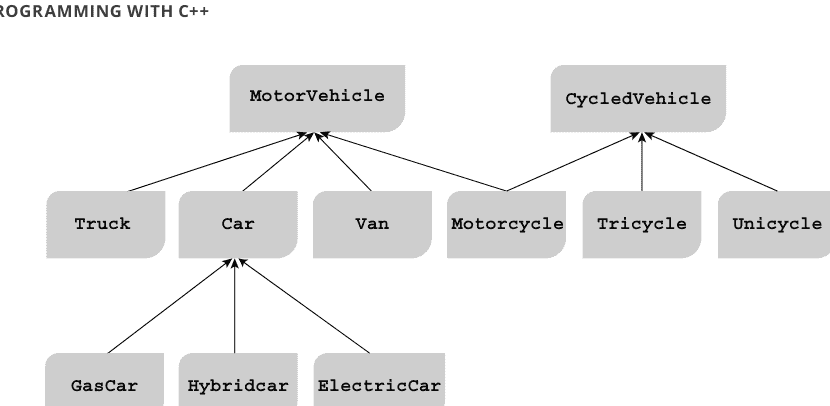 ROGRAMMING WITH C++
MotorVehicle CycledVehicle
Truck Car Van Motorcycle Tricycle Unicycle
GasCar Hybridcar ElectricCar